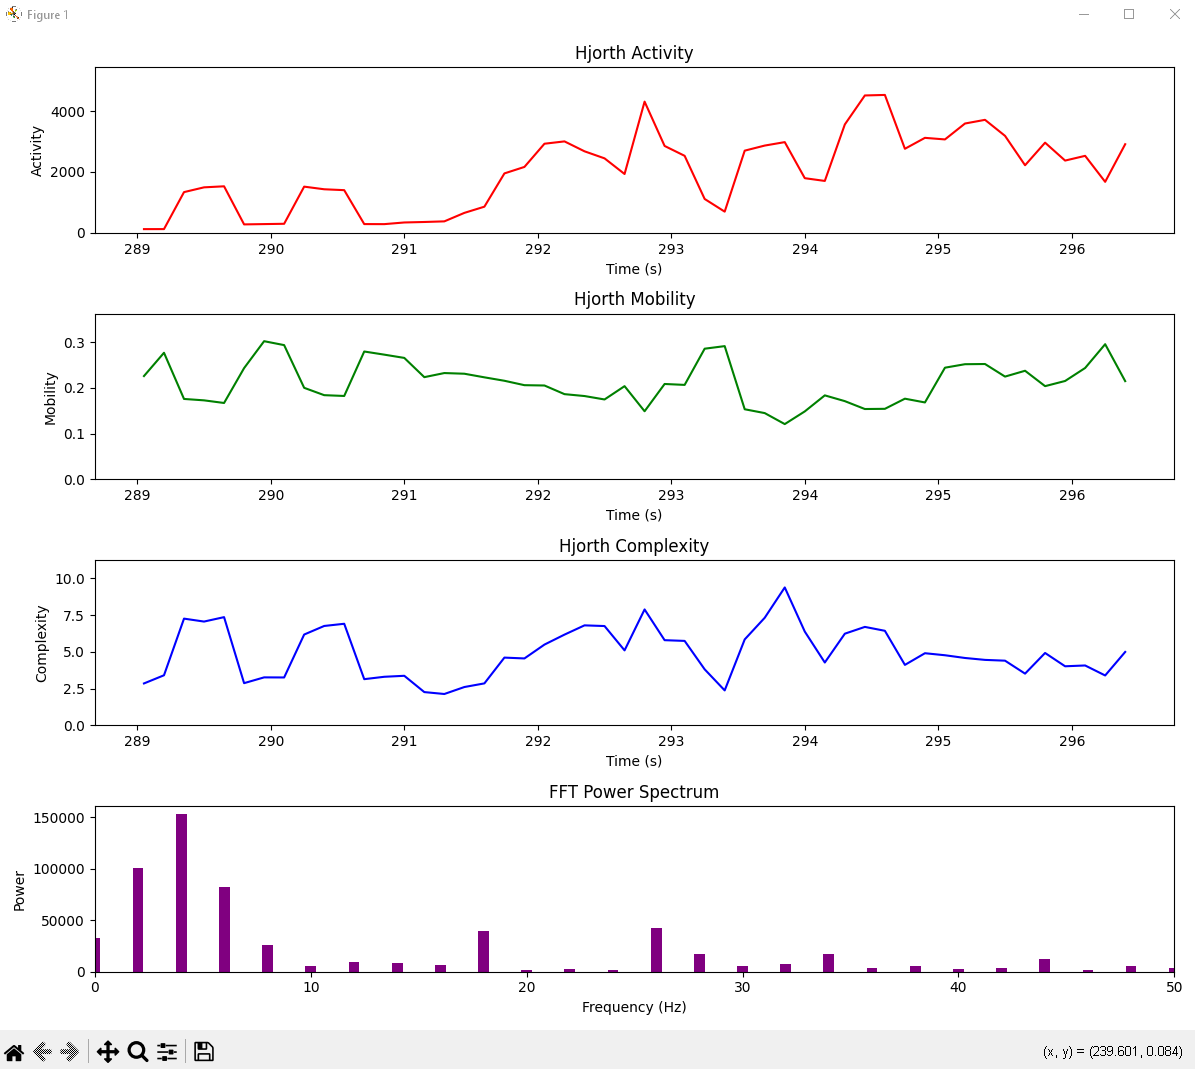 Figure 1
Hjorth Activity
Activity
4000
2000
0
289 290 291 292 293 294 295 296
Time (s)
Hjorth Mobility
Mobility
0.3
0.2
0.1
0.0
289 290 291 292 293 294 295 296
Time (s)
Hjorth Complexity
Complexity
10.0
7.5
5.0
2.5
0.0
289 290 291 292 293 294 295 296
Time (s)
FFT Power Spectrum
Power
150000
100000
50000
0
0 10 20 30 40 50
Frequency (Hz)
(x, y) = (239.601, 0.084)